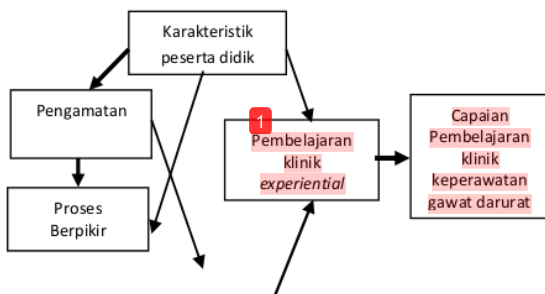 Karakteristik
peserta didik
Pengamatan
1
Pembelajaran
klinik
experiential
Capaian
Pembelajaran
klinik
keperawatan
gawat darurat
Proses
Berpikir